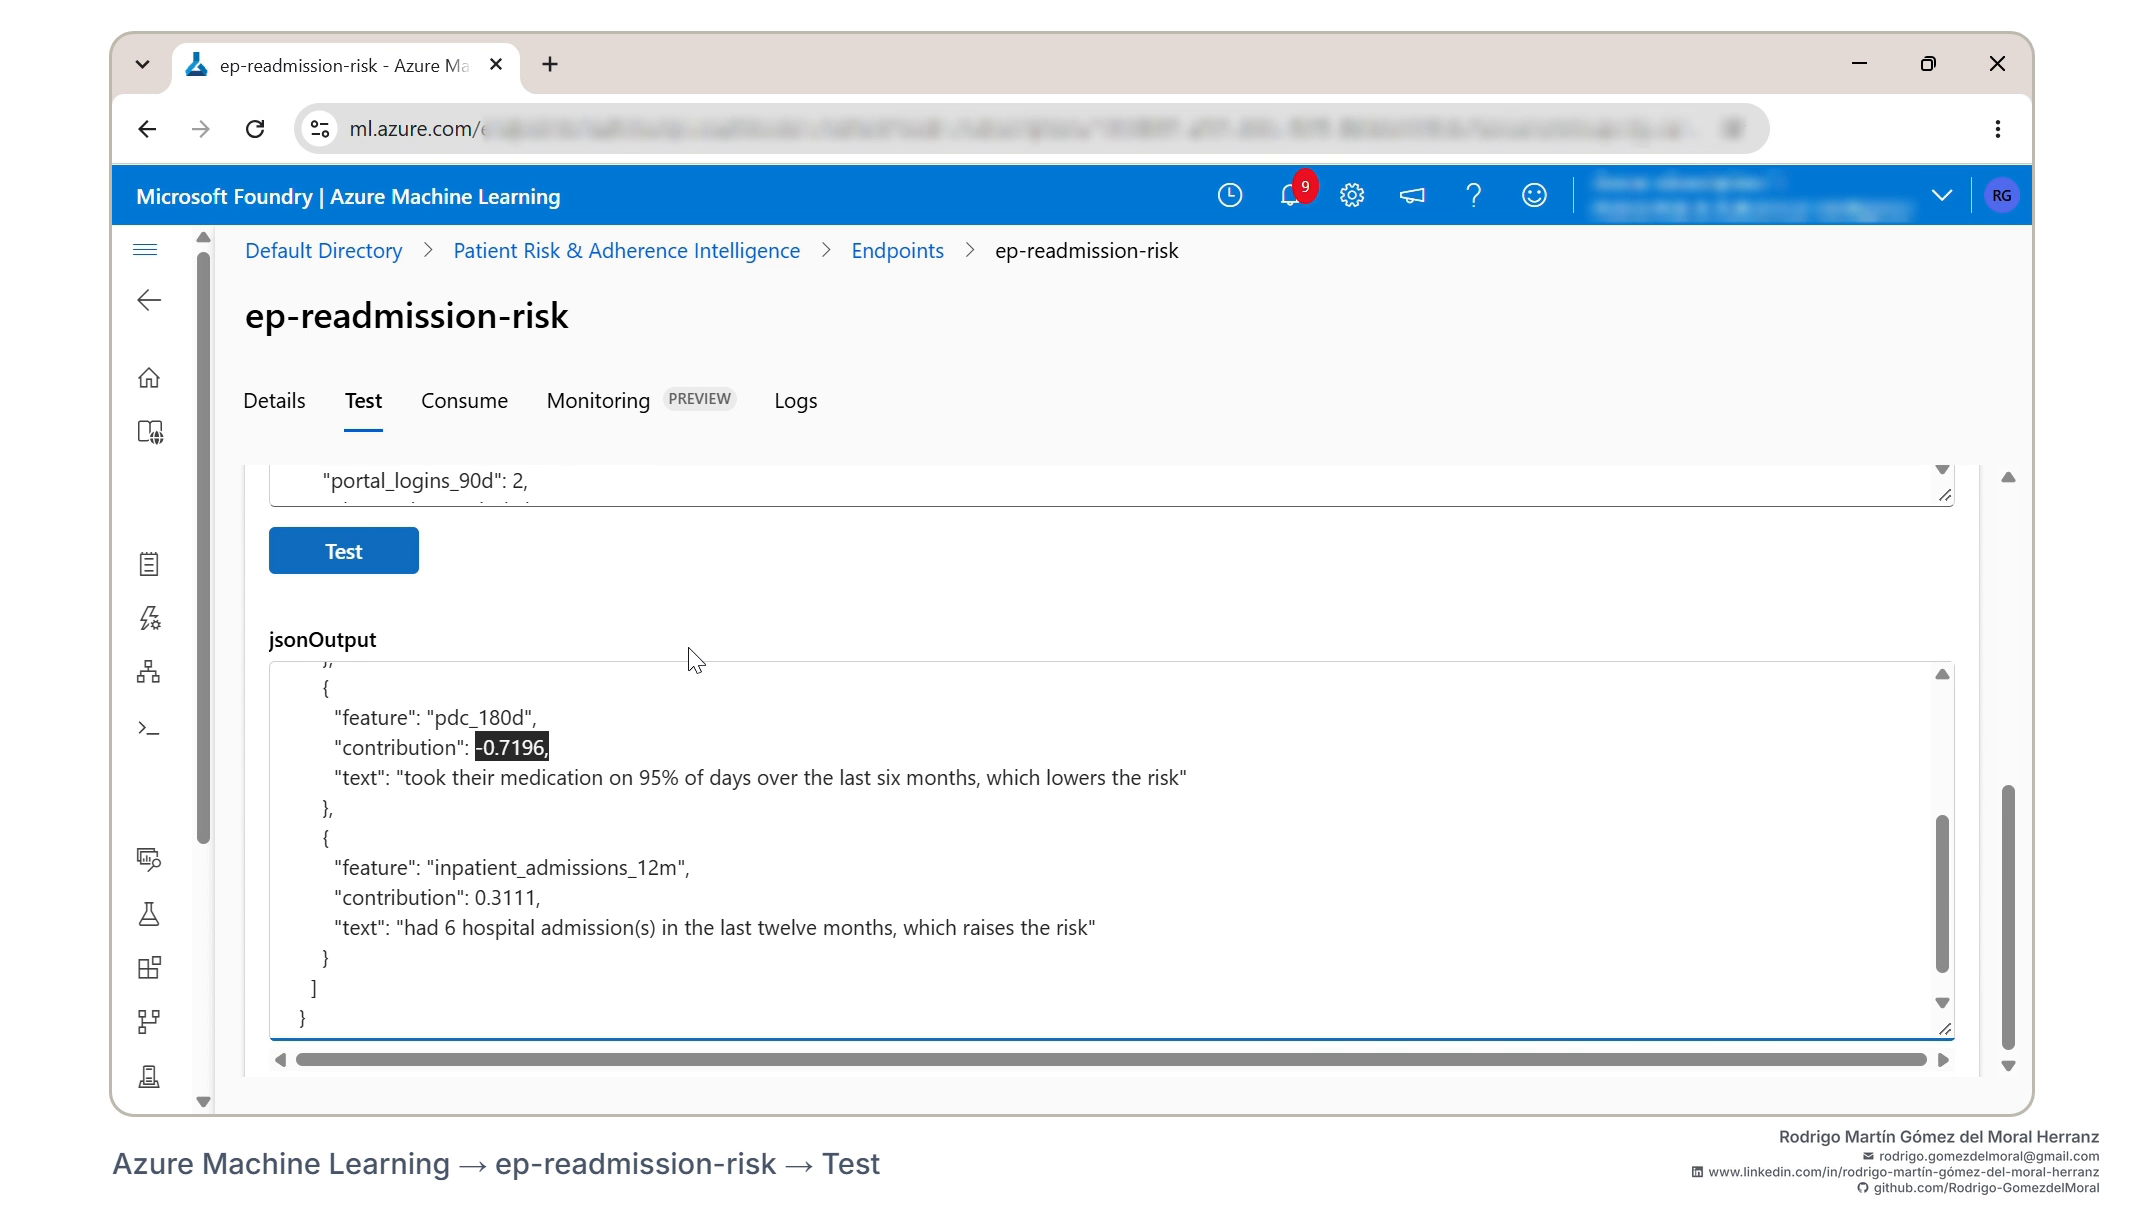 ep-readmission-risk - Azure Ma
ml.azure.com/e
Microsoft Foundry | Azure Machine Learning
9
RG
Default Directory > Patient Risk & Adherence Intelligence > Endpoints > ep-readmission-risk
ep-readmission-risk
Details Test Consume Monitoring PREVIEW Logs
"portal_logins_90d": 2,
Test
jsonOutput
},
{
"feature": "pdc_180d",
"contribution": -0.7196,
"text": "took their medication on 95% of days over the last six months, which lowers the risk"
},
{
"feature": "inpatient_admissions_12m",
"contribution": 0.3111,
"text": "had 6 hospital admission(s) in the last twelve months, which raises the risk"
}
]
}
Azure Machine Learning → ep-readmission-risk → Test
Rodrigo Martín Gómez del Moral Herranz
rodrigo.gomezdelmoral@gmail.com
www.linkedin.com/in/rodrigo-martín-gómez-del-moral-herranz
github.com/Rodrigo-GomezdelMoral